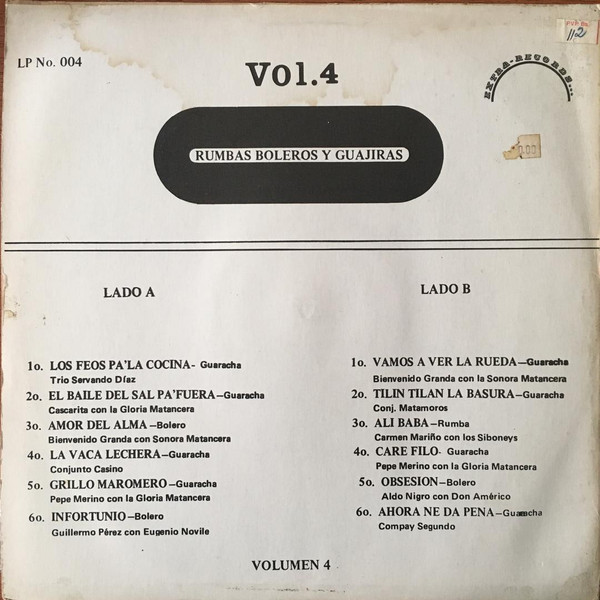 LP No. 004
Vol.4
EXTRA-RECORDS...
112
RUMBAS BOLEROS Y GUAJIRAS
LADO A
1o. LOS FEOS PA'LA COCINA- Guaracha
Trio Servando Díaz
2o. EL BAILE DEL SAL PA'FUERA-Guaracha
Cascarita con la Gloria Matancera
3o. AMOR DEL ALMA-Bolero
Bienvenido Granda con Sonora Matancera
4o. LA VACA LECHERA-Guaracha
Conjunto Casino
5o. GRILLO MAROMERO-Guaracha
Pepe Merino con la Gloria Matancera
6o. INFORTUNIO-Bolero
Guillermo Pérez con Eugenio Novile
LADO B
1o. VAMOS A VER LA RUEDA-Guaracha
Bienvenido Granda con la Sonora Matancera
2o. TILIN TILAN LA BASURA-Guaracha
Conj. Matamoros
3o. ALI BABA-Rumba
Carmen Mariño con los Siboneys
4o. CARE FILO- Guaracha
Pepe Merino con la Gloria Matancera
5o. OBSESION-Bolero
Aldo Nigro con Don Américo
6o. AHORA NE DA PENA-Guaracha
Compay Segundo
VOLUMEN 4